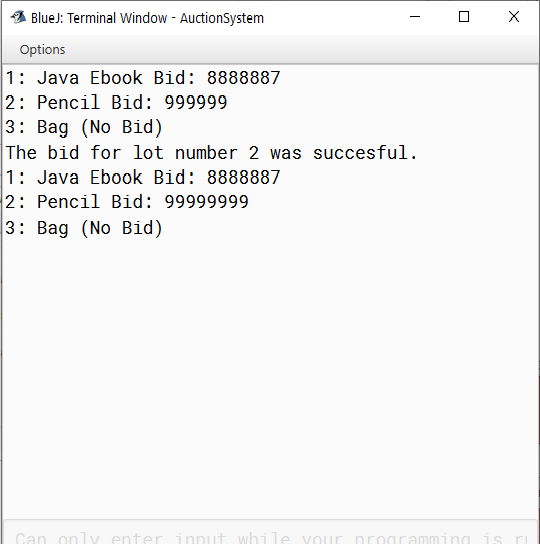 BlueJ: Terminal Window - AuctionSystem
Options
1: Java Ebook Bid: 8888887
2: Pencil Bid: 999999
3: Bag (No Bid)
The bid for lot number 2 was succesful.
1: Java Ebook Bid: 8888887
2: Pencil Bid: 99999999
3: Bag (No Bid)
Can only enter input while your programming is